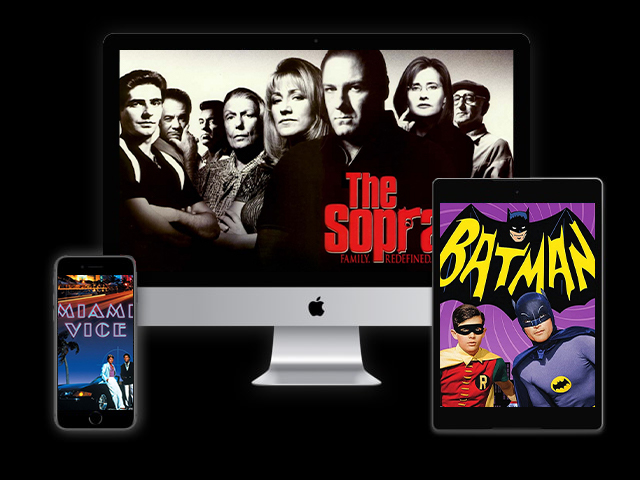 The
Sopra
FAMILY. REDEFINED.
BATMAN
R
MIAMI
VICE